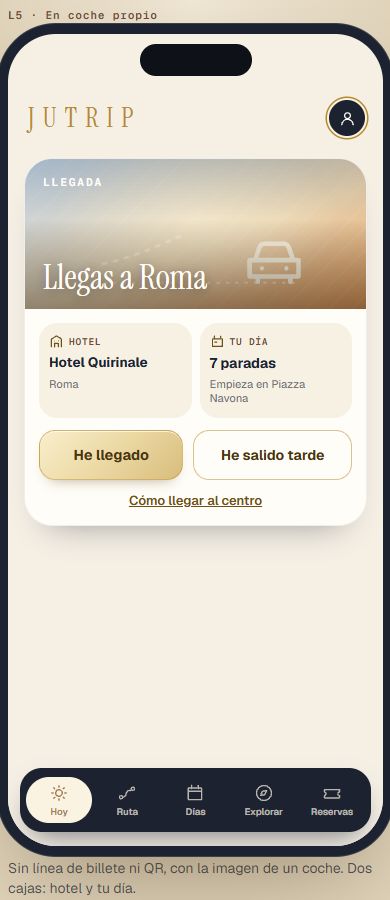 L5 · En coche propio
JUTRIP
LLEGADA
Llegas a Roma
HOTEL
Hotel Quirinale
Roma
TU DÍA
7 paradas
Empieza en Piazza
Navona
He llegado
He salido tarde
Cómo llegar al centro
Hoy
Ruta
Días
Explorar
Reservas
Sin línea de billete ni QR, con la imagen de un coche. Dos
cajas: hotel y tu día.